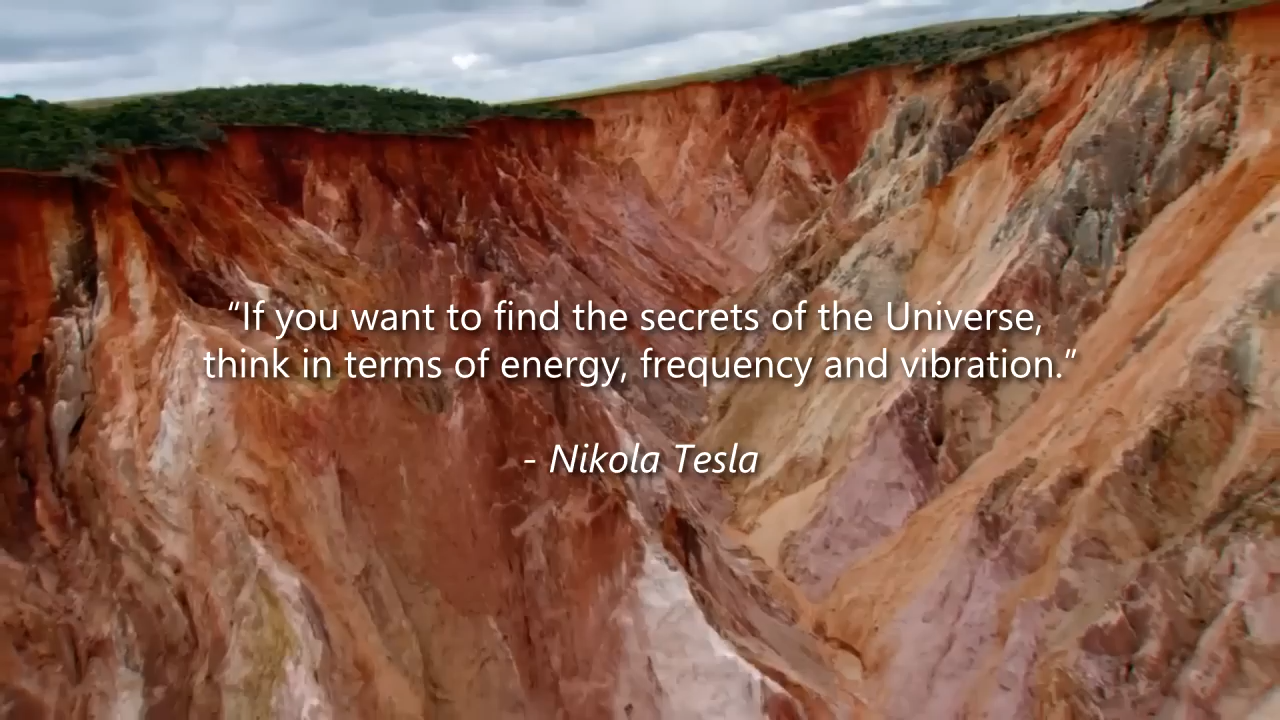 “If you want to find the secrets of the Universe,
think in terms of energy, frequency and vibration.”
- Nikola Tesla